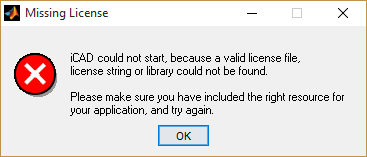 Missing License
iCAD could not start, because a valid license file,
license string or library could not be found.
Please make sure you have included the right resource for
your application, and try again.
OK